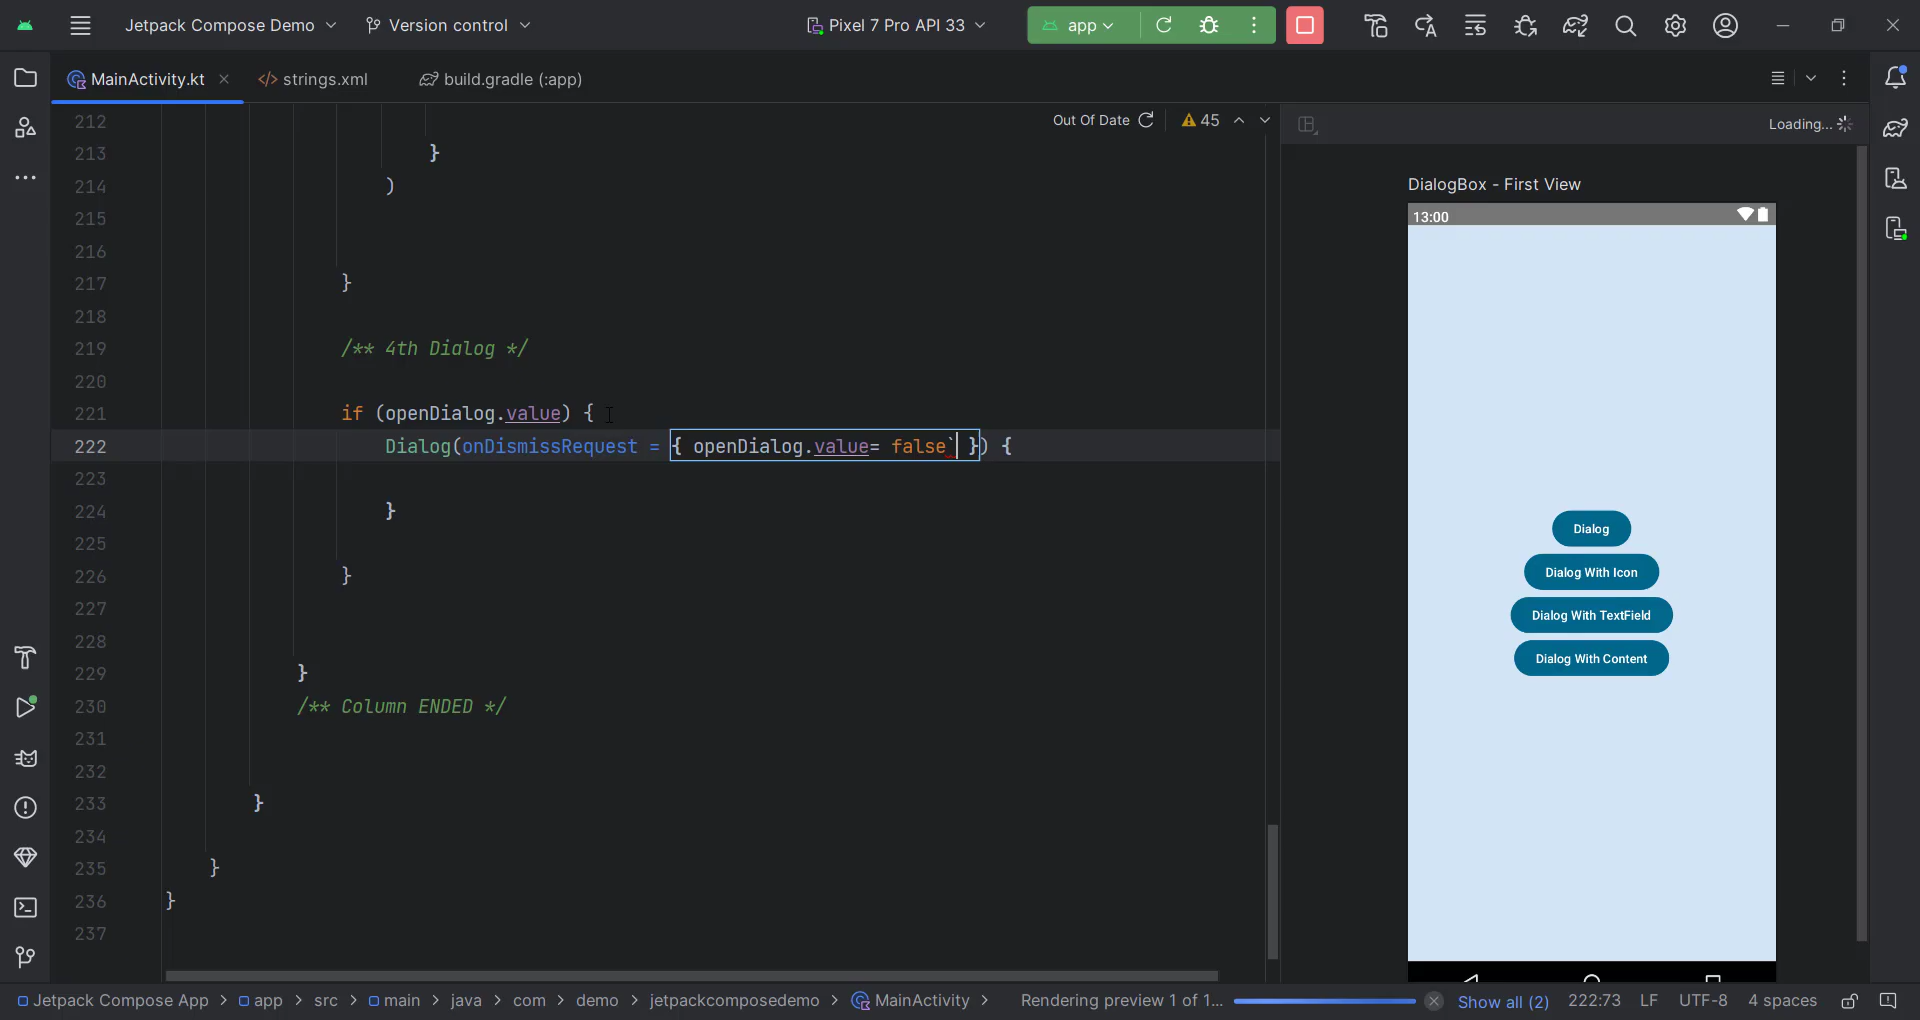 Jetpack Compose Demo Version control Pixel 7 Pro API 33 app
MainActivity.kt strings.xml build.gradle (:app)
Out Of Date 45 Loading...
212
213 }
214 )
215
216
217 }
218
219 /** 4th Dialog */
220
221 if (openDialog.value) {
222 Dialog(onDismissRequest = { openDialog.value= false` }) {
223
224 }
225
226 }
227
228
229 }
230 /** Column ENDED */
231
232
233 }
234
235 }
236 }
237
DialogBox - First View
13:00
Dialog
Dialog With Icon
Dialog With TextField
Dialog With Content
Jetpack Compose App > app > src > main > java > com > demo > jetpackcomposedemo > MainActivity > Rendering preview 1 of 1... Show all (2) 222:73 LF UTF-8 4 spaces